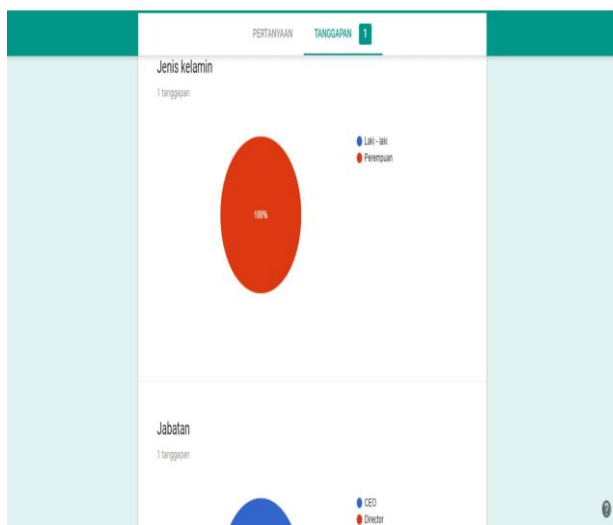 PERTANYAAN TANGGAPAN 1
Jenis kelamin
1 tanggapan
Laki - laki
Perempuan
100%
Jabatan
1 tanggapan
CEO
Director